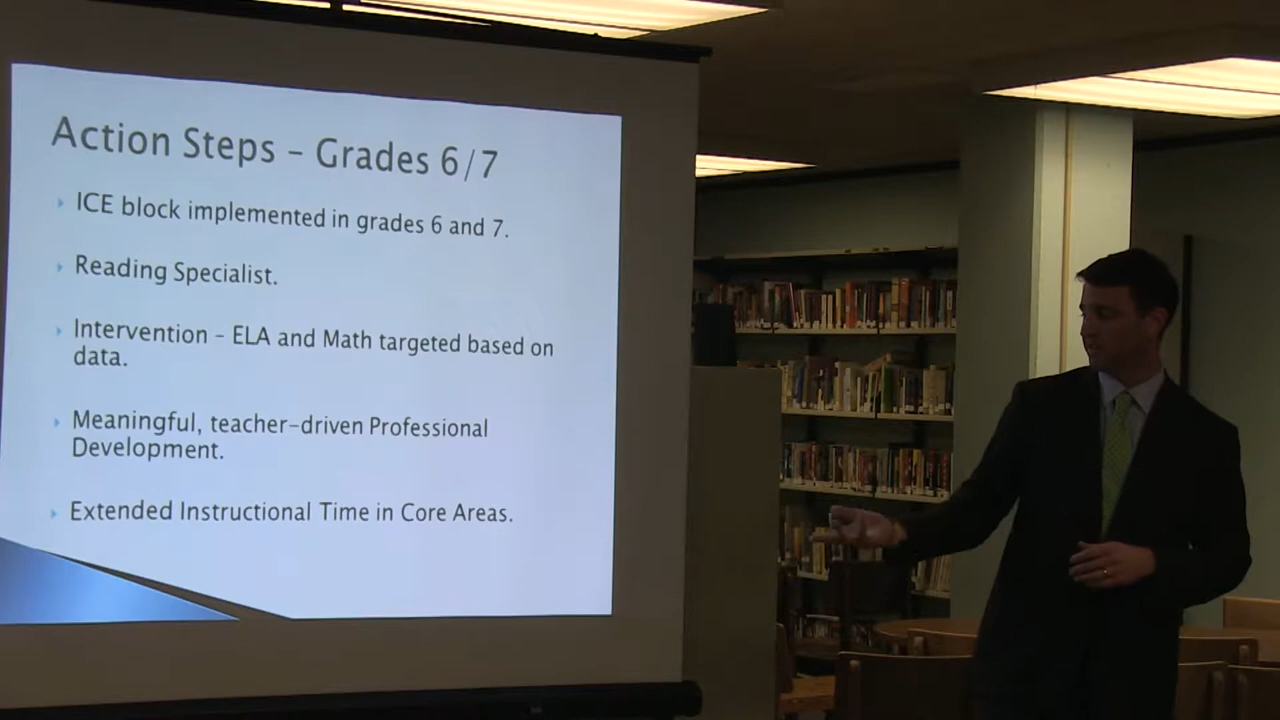 Action Steps – Grades 6/7
ICE block implemented in grades 6 and 7.
Reading Specialist.
Intervention – ELA and Math targeted based on
data.
Meaningful, teacher-driven Professional
Development.
Extended Instructional Time in Core Areas.